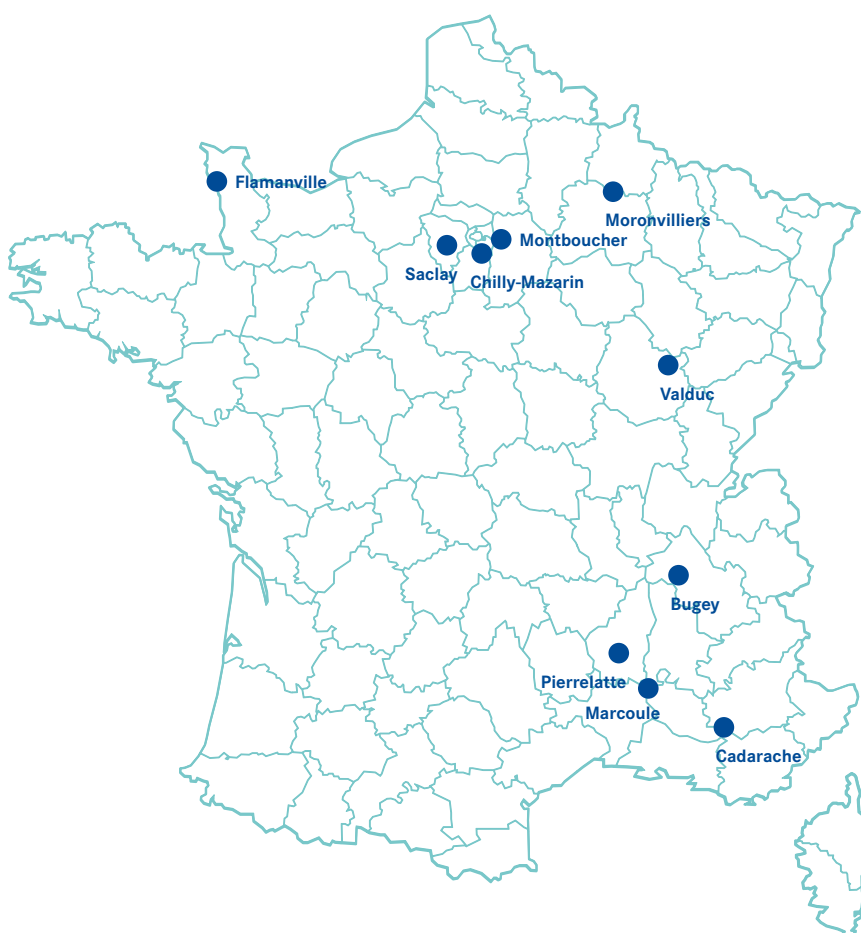 Flamanville
Moronvilliers
Montboucher
Saclay
Chilly-Mazarin
Valduc
Bugey
Pierrelatte
Marcoule
Cadarache